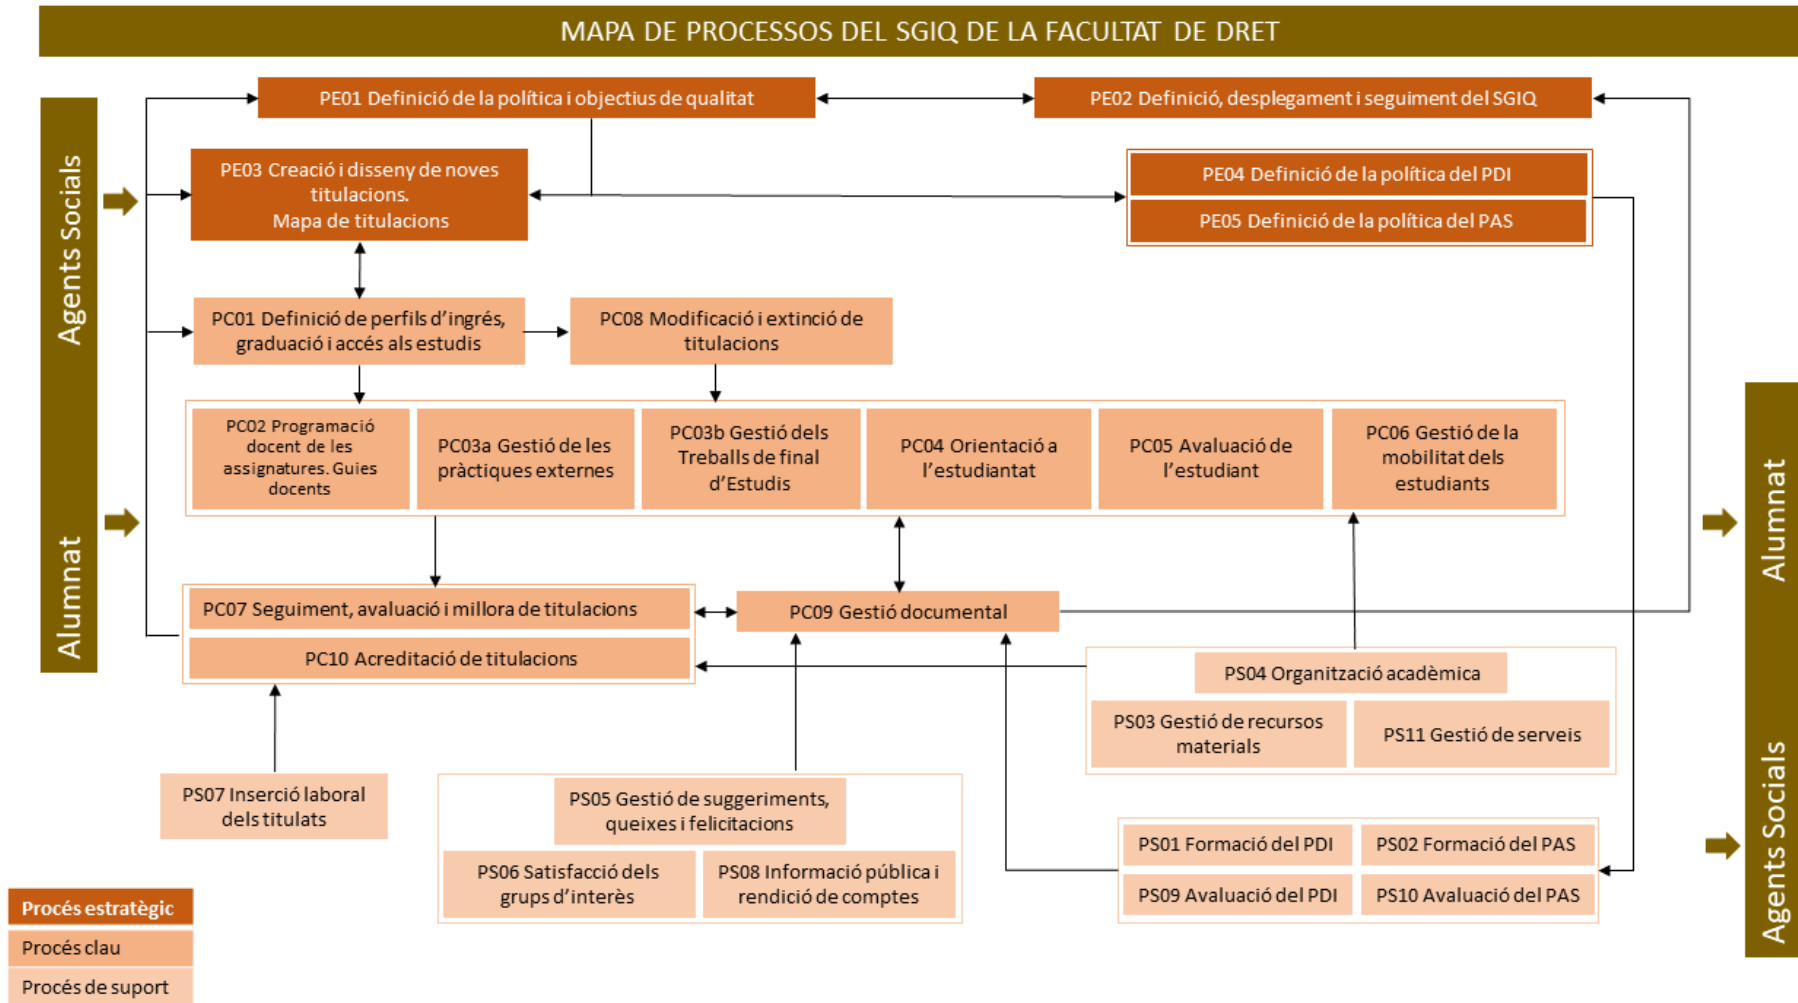 MAPA DE PROCESSOS DEL SGIQ DE LA FACULTAT DE DRET
Agents Socials
Alumnat
PE01 Definició de la política i objectius de qualitat
PE02 Definició, desplegament i seguiment del SGIQ
PE03 Creació i disseny de noves
titulacions.
Mapa de titulacions
PE04 Definició de la política del PDI
PE05 Definició de la política del PAS
PC01 Definició de perfils d’ingrés,
graduació i accés als estudis
PC08 Modificació i extinció de
titulacions
PC02 Programació
docent de les
assignatures. Guies
docents
PC03a Gestió de les
pràctiques externes
PC03b Gestió dels
Treballs de final
d’Estudis
PC04 Orientació a
l’estudiantat
PC05 Avaluació de
l’estudiant
PC06 Gestió de la
mobilitat dels
estudiants
PC07 Seguiment, avaluació i millora de titulacions
PC10 Acreditació de titulacions
PC09 Gestió documental
PS04 Organització acadèmica
PS03 Gestió de recursos
materials
PS11 Gestió de serveis
PS07 Inserció laboral
dels titulats
PS05 Gestió de suggeriments,
queixes i felicitacions
PS06 Satisfacció dels
grups d’interès
PS08 Informació pública i
rendició de comptes
PS01 Formació del PDI
PS02 Formació del PAS
PS09 Avaluació del PDI
PS10 Avaluació del PAS
Alumnat
Agents Socials
Procés estratègic
Procés clau
Procés de suport